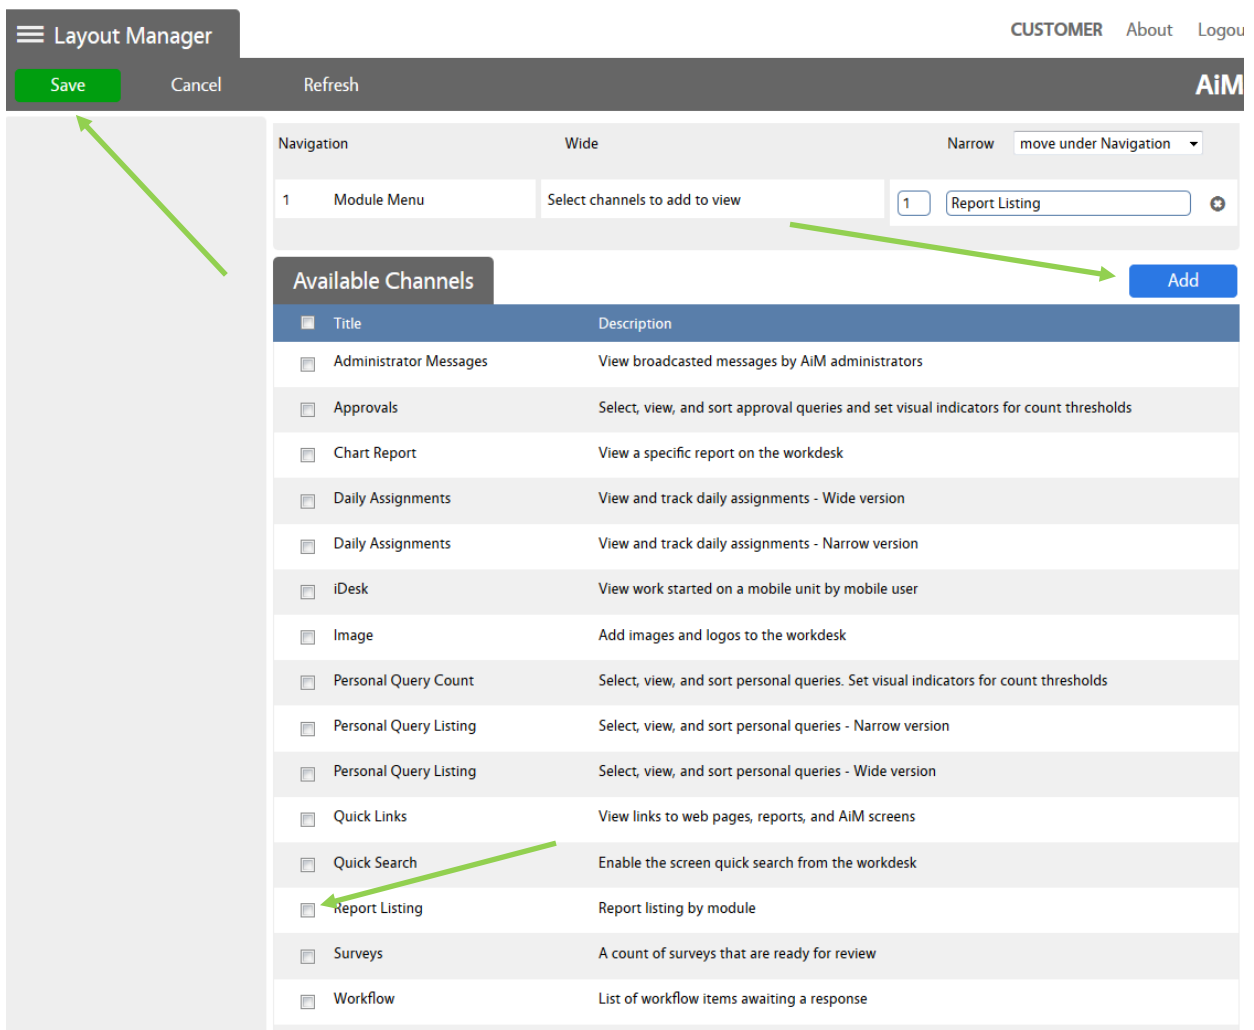 Layout Manager
CUSTOMER About Logou
Save Cancel Refresh AiM
Navigation Wide Narrow move under Navigation
1 Module Menu Select channels to add to view 1 Report Listing
Available Channels Add
Title Description
Administrator Messages View broadcasted messages by AiM administrators
Approvals Select, view, and sort approval queries and set visual indicators for count thresholds
Chart Report View a specific report on the workdesk
Daily Assignments View and track daily assignments - Wide version
Daily Assignments View and track daily assignments - Narrow version
iDesk View work started on a mobile unit by mobile user
Image Add images and logos to the workdesk
Personal Query Count Select, view, and sort personal queries. Set visual indicators for count thresholds
Personal Query Listing Select, view, and sort personal queries - Narrow version
Personal Query Listing Select, view, and sort personal queries - Wide version
Quick Links View links to web pages, reports, and AiM screens
Quick Search Enable the screen quick search from the workdesk
Report Listing Report listing by module
Surveys A count of surveys that are ready for review
Workflow List of workflow items awaiting a response